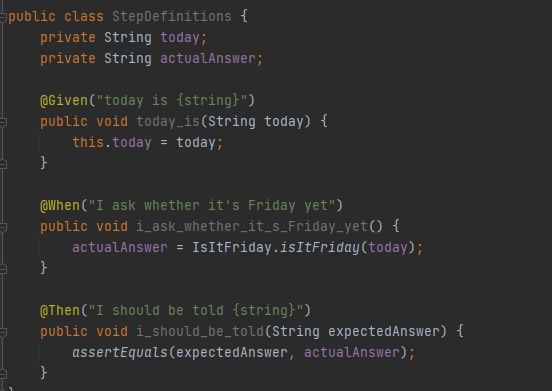 public class StepDefinitions {
    private String today;
    private String actualAnswer;

    @Given("today is {string}")
    public void today_is(String today) {
        this.today = today;
    }

    @When("I ask whether it's Friday yet")
    public void i_ask_whether_it_s_Friday_yet() {
        actualAnswer = IsItFriday.isItFriday(today);
    }

    @Then("I should be told {string}")
    public void i_should_be_told(String expectedAnswer) {
        assertEquals(expectedAnswer, actualAnswer);
    }
}